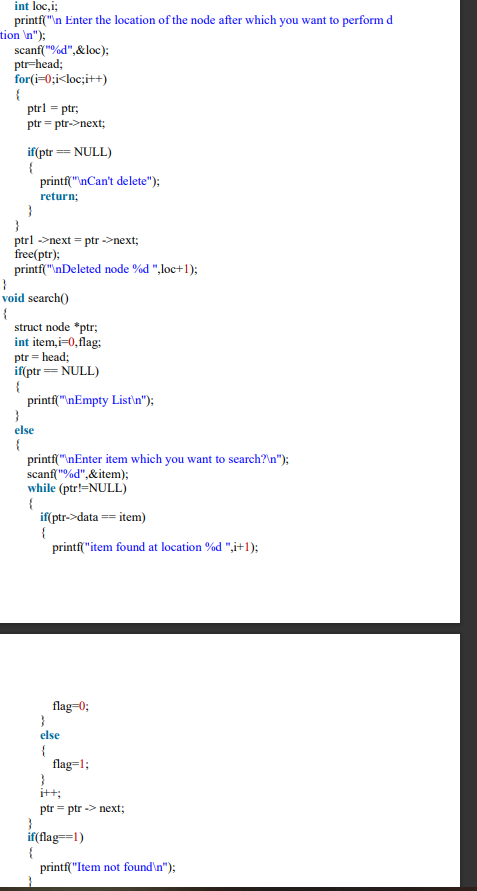 int loc,i;
printf("\n Enter the location of the node after which you want to perform d
tion \n");
scanf("%d",&loc);
ptr=head;
for(i=0;i<loc;i++)
{
ptr1 = ptr;
ptr = ptr->next;
if(ptr == NULL)
{
printf("\nCan't delete");
return;
}
}
ptr1 ->next = ptr ->next;
free(ptr);
printf("\nDeleted node %d ",loc+1);
}
void search()
{
struct node *ptr;
int item,i=0,flag;
ptr = head;
if(ptr == NULL)
{
printf("\nEmpty List\n");
}
else
{
printf("\nEnter item which you want to search?\n");
scanf("%d",&item);
while (ptr!=NULL)
{
if(ptr->data == item)
{
printf("item found at location %d ",i+1);
flag=0;
}
else
{
flag=1;
}
i++;
ptr = ptr -> next;
}
if(flag==1)
{
printf("Item not found\n");
}